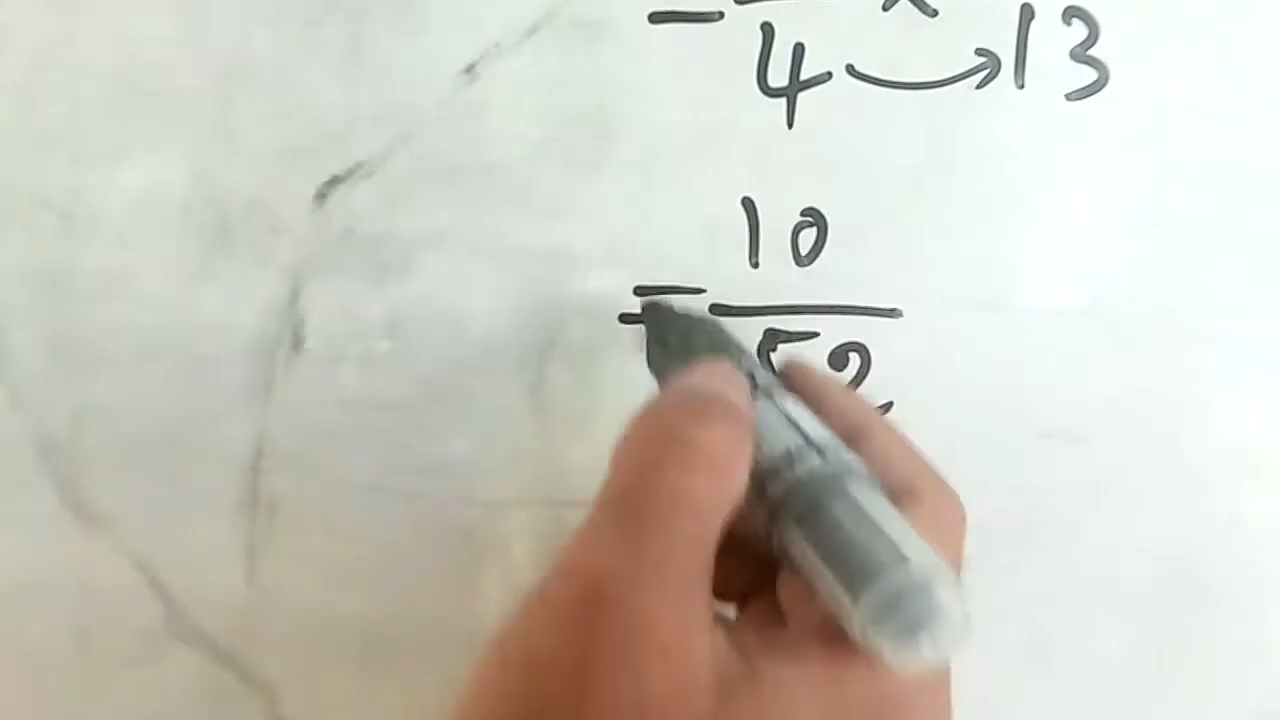 = — ×
4 → 13
10
= —
52